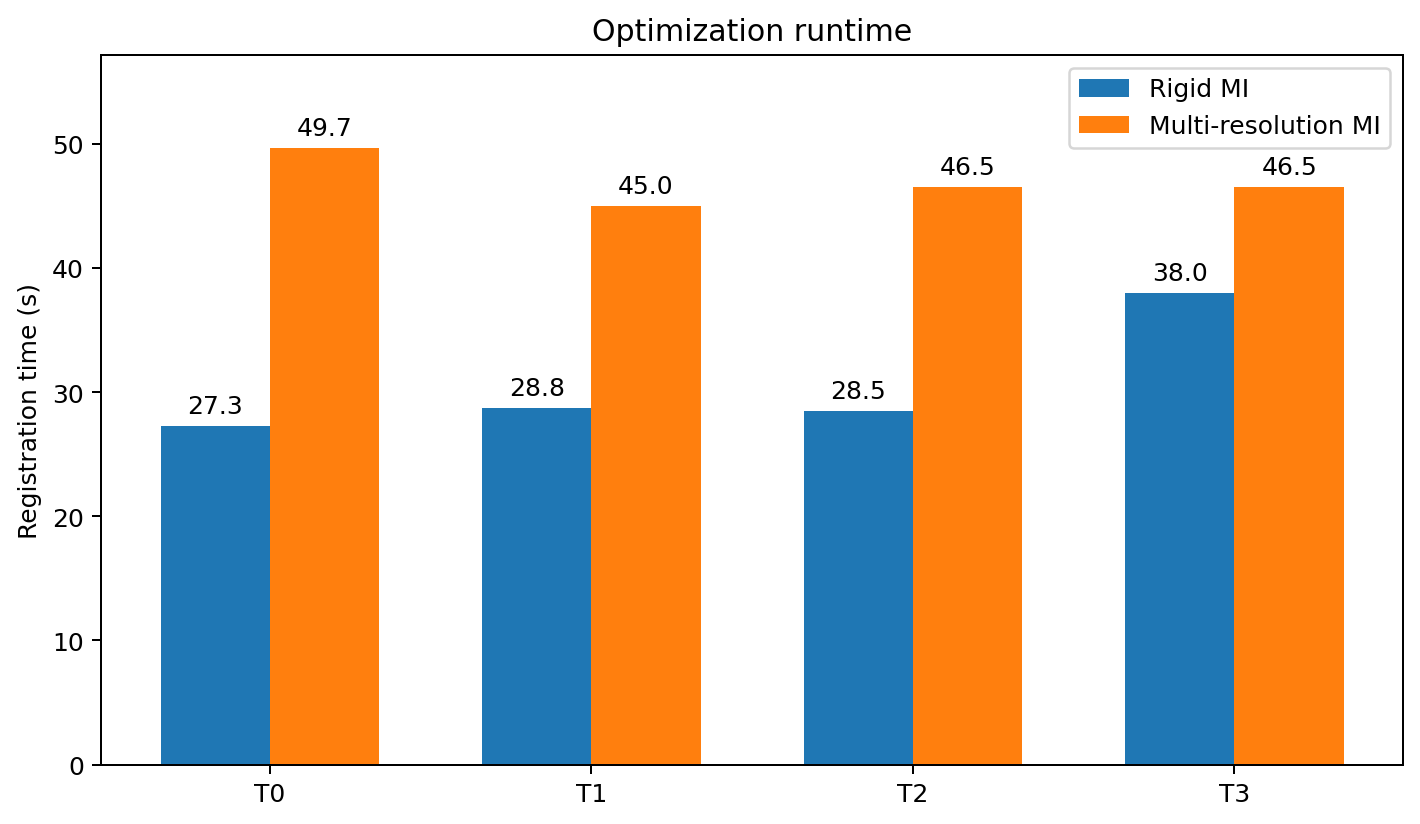 Optimization runtime
Rigid MI
Multi-resolution MI
Registration time (s)
50
40
30
20
10
0
49.7
45.0
46.5
46.5
27.3
28.8
28.5
38.0
T0
T1
T2
T3